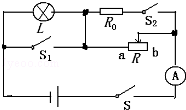 L R₀ S₂
S₁ a R b
A
S